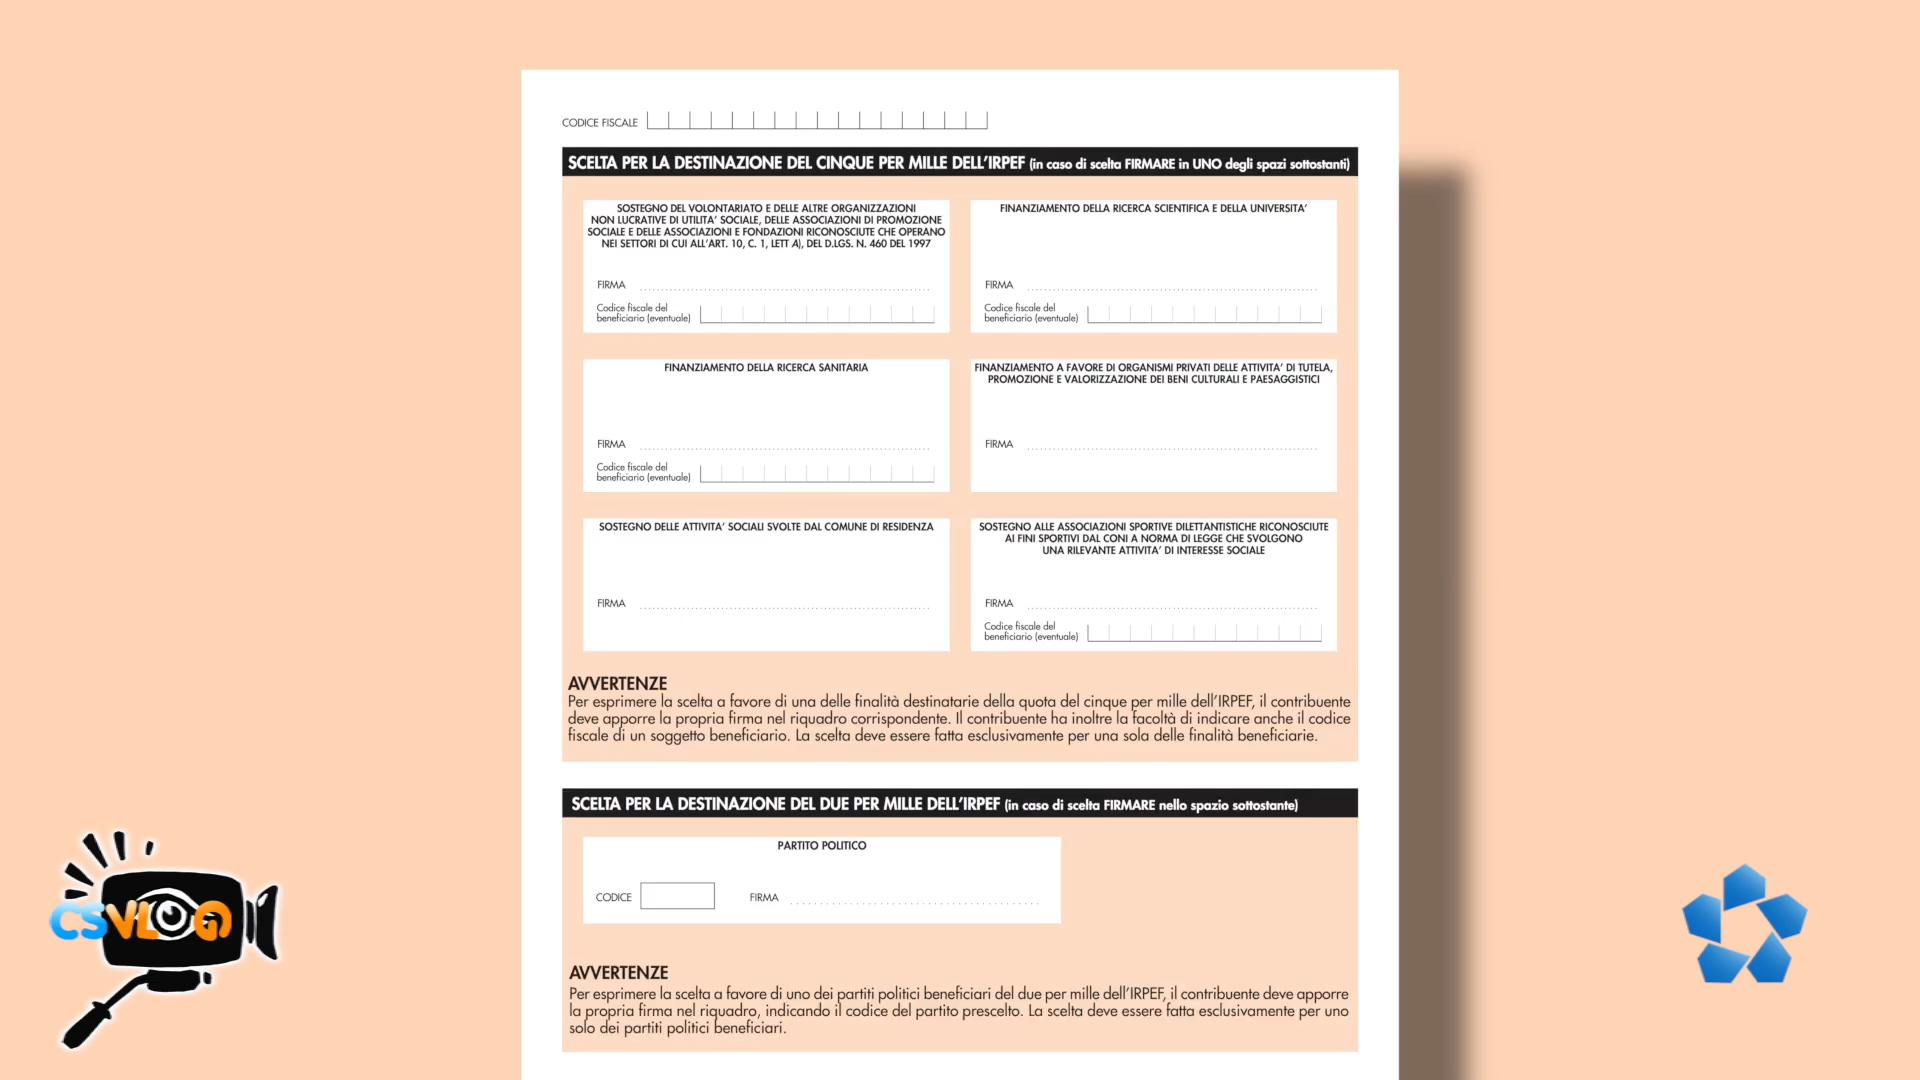 CODICE FISCALE
SCELTA PER LA DESTINAZIONE DEL CINQUE PER MILLE DELL'IRPEF (in caso di scelta FIRMARE in UNO degli spazi sottostanti)
SOSTEGNO DEL VOLONTARIATO E DELLE ALTRE ORGANIZZAZIONI
NON LUCRATIVE DI UTILITA' SOCIALE, DELLE ASSOCIAZIONI DI PROMOZIONE
SOCIALE E DELLE ASSOCIAZIONI E FONDAZIONI RICONOSCIUTE CHE OPERANO
NEI SETTORI DI CUI ALL'ART. 10, C. 1, LETT A), DEL D.LGS. N. 460 DEL 1997
FIRMA
Codice fiscale del
beneficiario (eventuale)
FINANZIAMENTO DELLA RICERCA SCIENTIFICA E DELLA UNIVERSITA'
FIRMA
Codice fiscale del
beneficiario (eventuale)
FINANZIAMENTO DELLA RICERCA SANITARIA
FIRMA
Codice fiscale del
beneficiario (eventuale)
FINANZIAMENTO A FAVORE DI ORGANISMI PRIVATI DELLE ATTIVITA' DI TUTELA,
PROMOZIONE E VALORIZZAZIONE DEI BENI CULTURALI E PAESAGGISTICI
FIRMA
SOSTEGNO DELLE ATTIVITA' SOCIALI SVOLTE DAL COMUNE DI RESIDENZA
FIRMA
SOSTEGNO ALLE ASSOCIAZIONI SPORTIVE DILETTANTISTICHE RICONOSCIUTE
AI FINI SPORTIVI DAL CONI A NORMA DI LEGGE CHE SVOLGONO
UNA RILEVANTE ATTIVITA' DI INTERESSE SOCIALE
FIRMA
Codice fiscale del
beneficiario (eventuale)
AVVERTENZE
Per esprimere la scelta a favore di una delle finalità destinatarie della quota del cinque per mille dell'IRPEF, il contribuente
deve apporre la propria firma nel riquadro corrispondente. Il contribuente ha inoltre la facoltà di indicare anche il codice
fiscale di un soggetto beneficiario. La scelta deve essere fatta esclusivamente per una sola delle finalità beneficiarie.
SCELTA PER LA DESTINAZIONE DEL DUE PER MILLE DELL'IRPEF (in caso di scelta FIRMARE nello spazio sottostante)
PARTITO POLITICO
CODICE
FIRMA
AVVERTENZE
Per esprimere la scelta a favore di uno dei partiti politici beneficiari del due per mille dell'IRPEF, il contribuente deve apporre
la propria firma nel riquadro, indicando il codice del partito prescelto. La scelta deve essere fatta esclusivamente per uno
solo dei partiti politici beneficiari.
CSVLOG